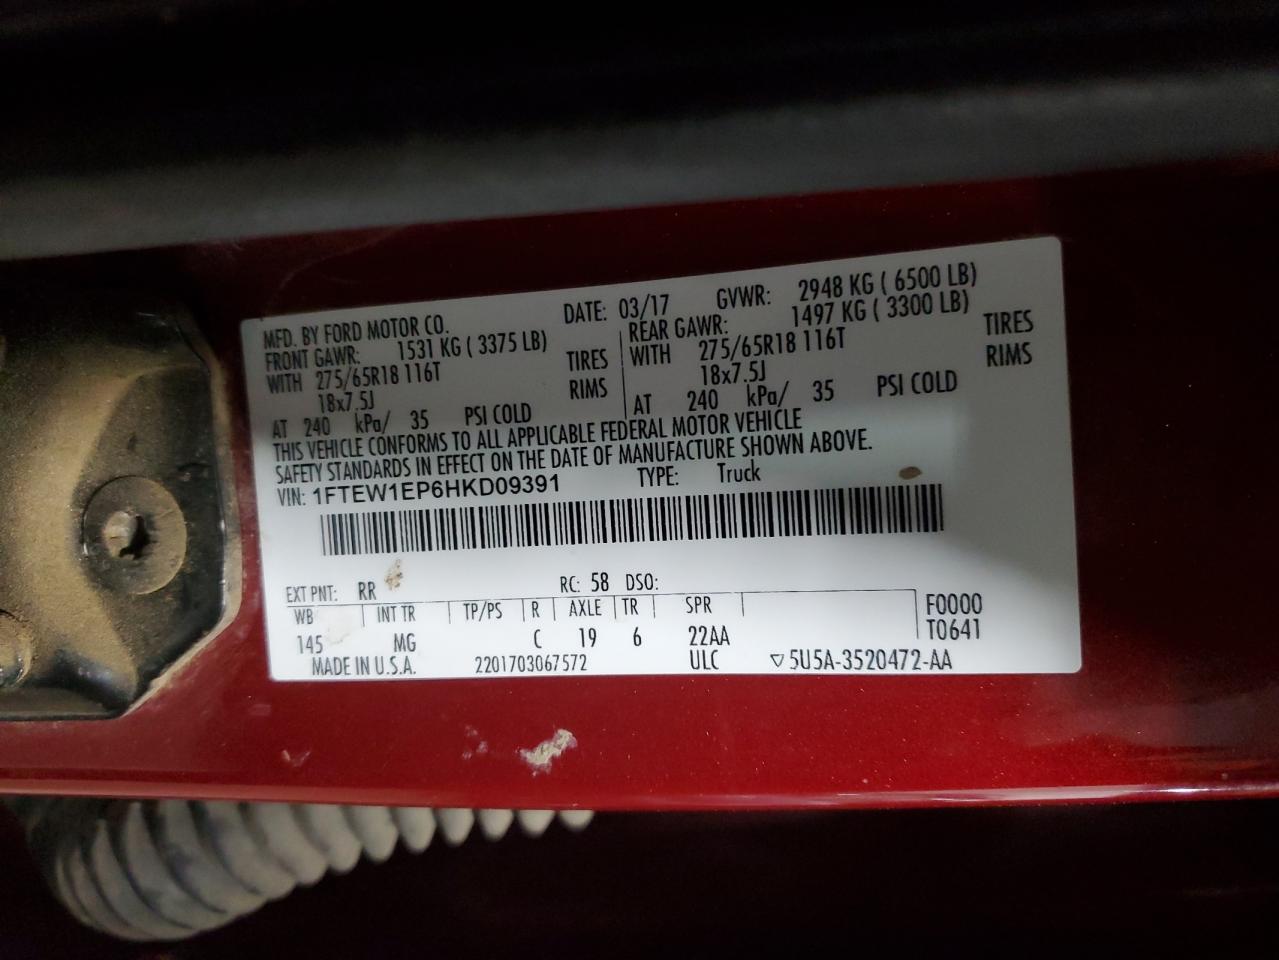 MFD. BY FORD MOTOR CO. DATE: 03/17 GVWR: 2948 KG ( 6500 LB)
FRONT GAWR: 1531 KG ( 3375 LB) REAR GAWR: 1497 KG ( 3300 LB)
WITH 275/65R18 116T TIRES WITH 275/65R18 116T TIRES
18x7.5J RIMS 18x7.5J RIMS
AT 240 kPa/ 35 PSI COLD AT 240 kPa/ 35 PSI COLD
THIS VEHICLE CONFORMS TO ALL APPLICABLE FEDERAL MOTOR VEHICLE
SAFETY STANDARDS IN EFFECT ON THE DATE OF MANUFACTURE SHOWN ABOVE.
VIN: 1FTEW1EP6HKD09391 TYPE: Truck
EXT PNT: RR RC: 58 DSO:
WB INT TR TP/PS R AXLE TR SPR F0000
145 MG C 19 6 22AA T0641
MADE IN U.S.A. 2201703067572 ULC ▽5U5A-3520472-AA